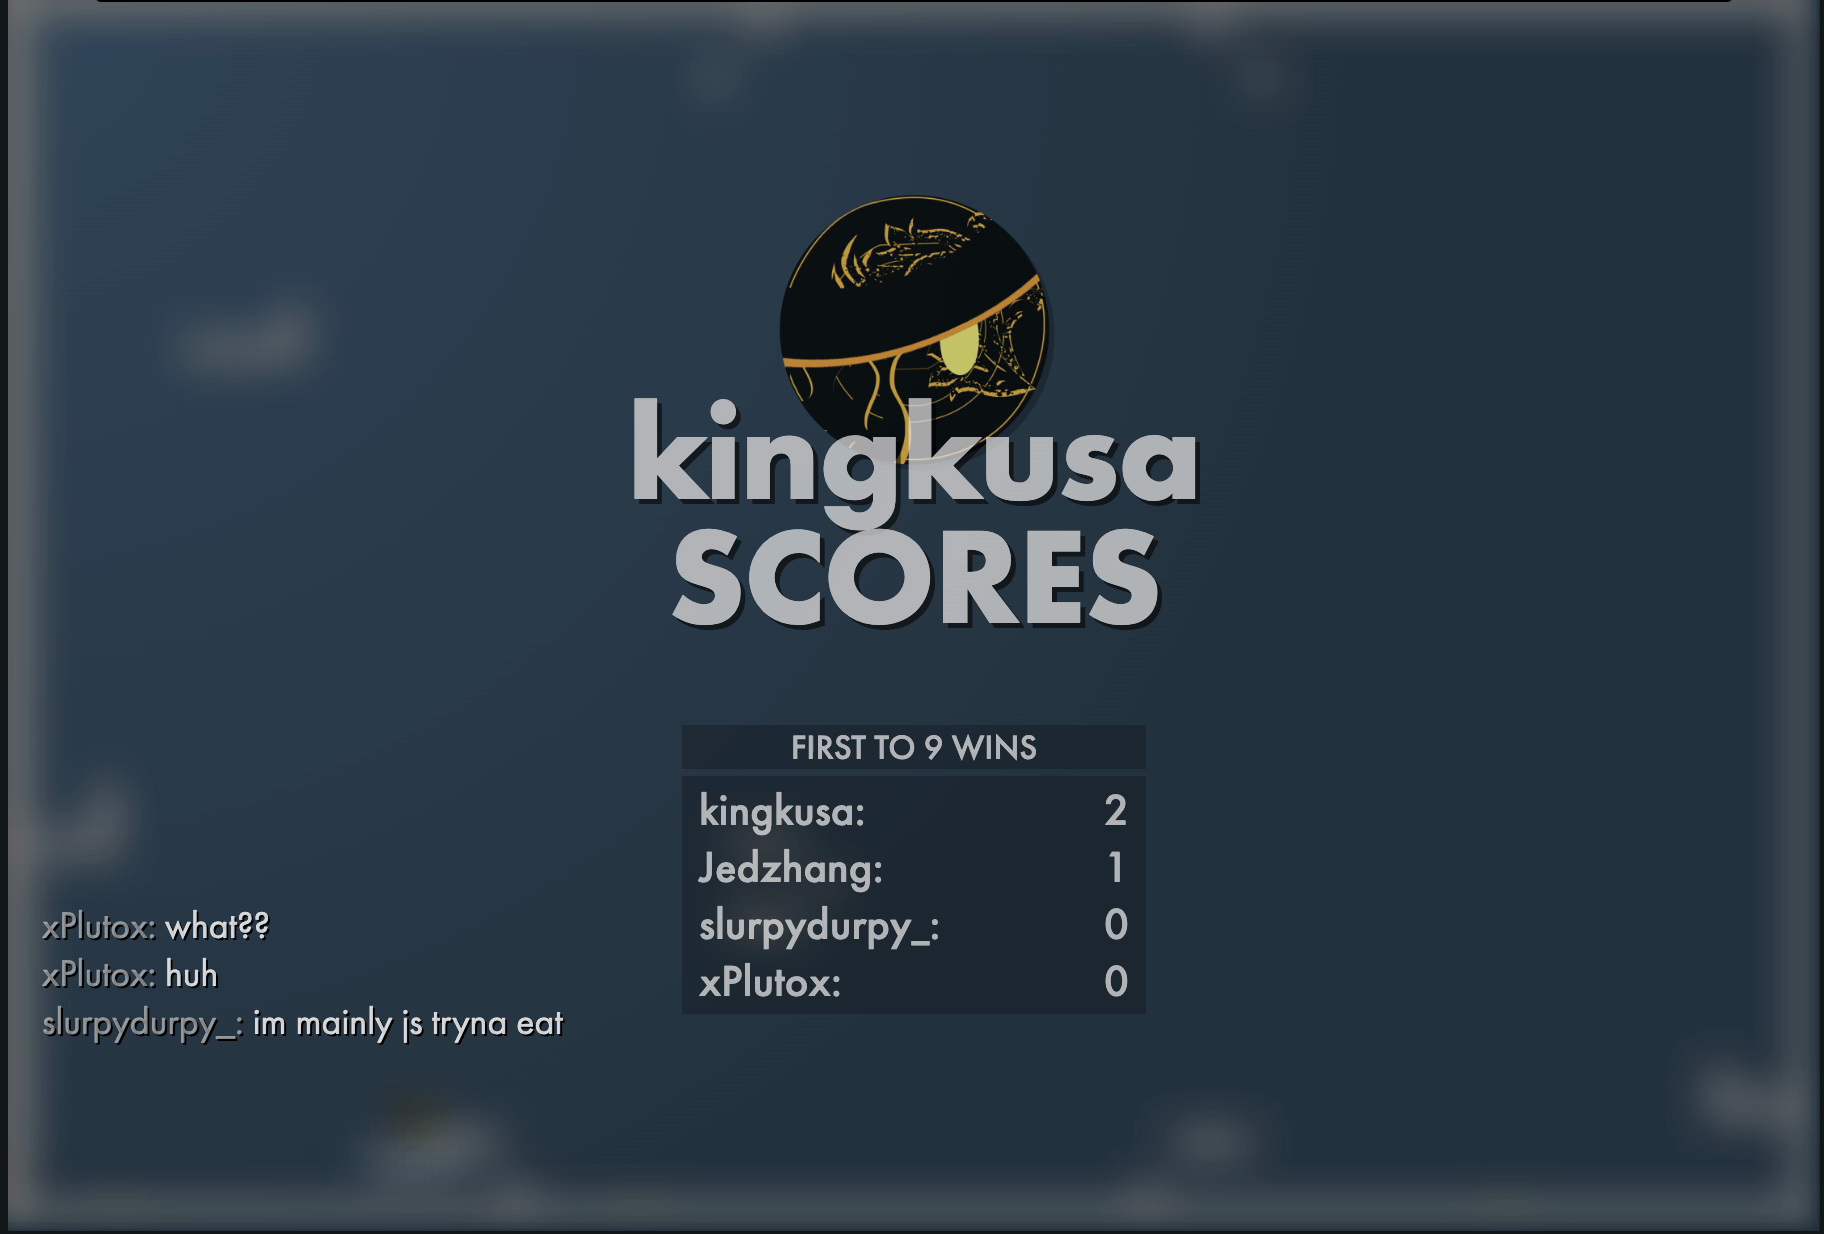 kingkusa
SCORES
FIRST TO 9 WINS
kingkusa: 2
Jedzhang: 1
slurpydurpy_: 0
xPlutox: 0
xPlutox: what??
xPlutox: huh
slurpydurpy_: im mainly js tryna eat